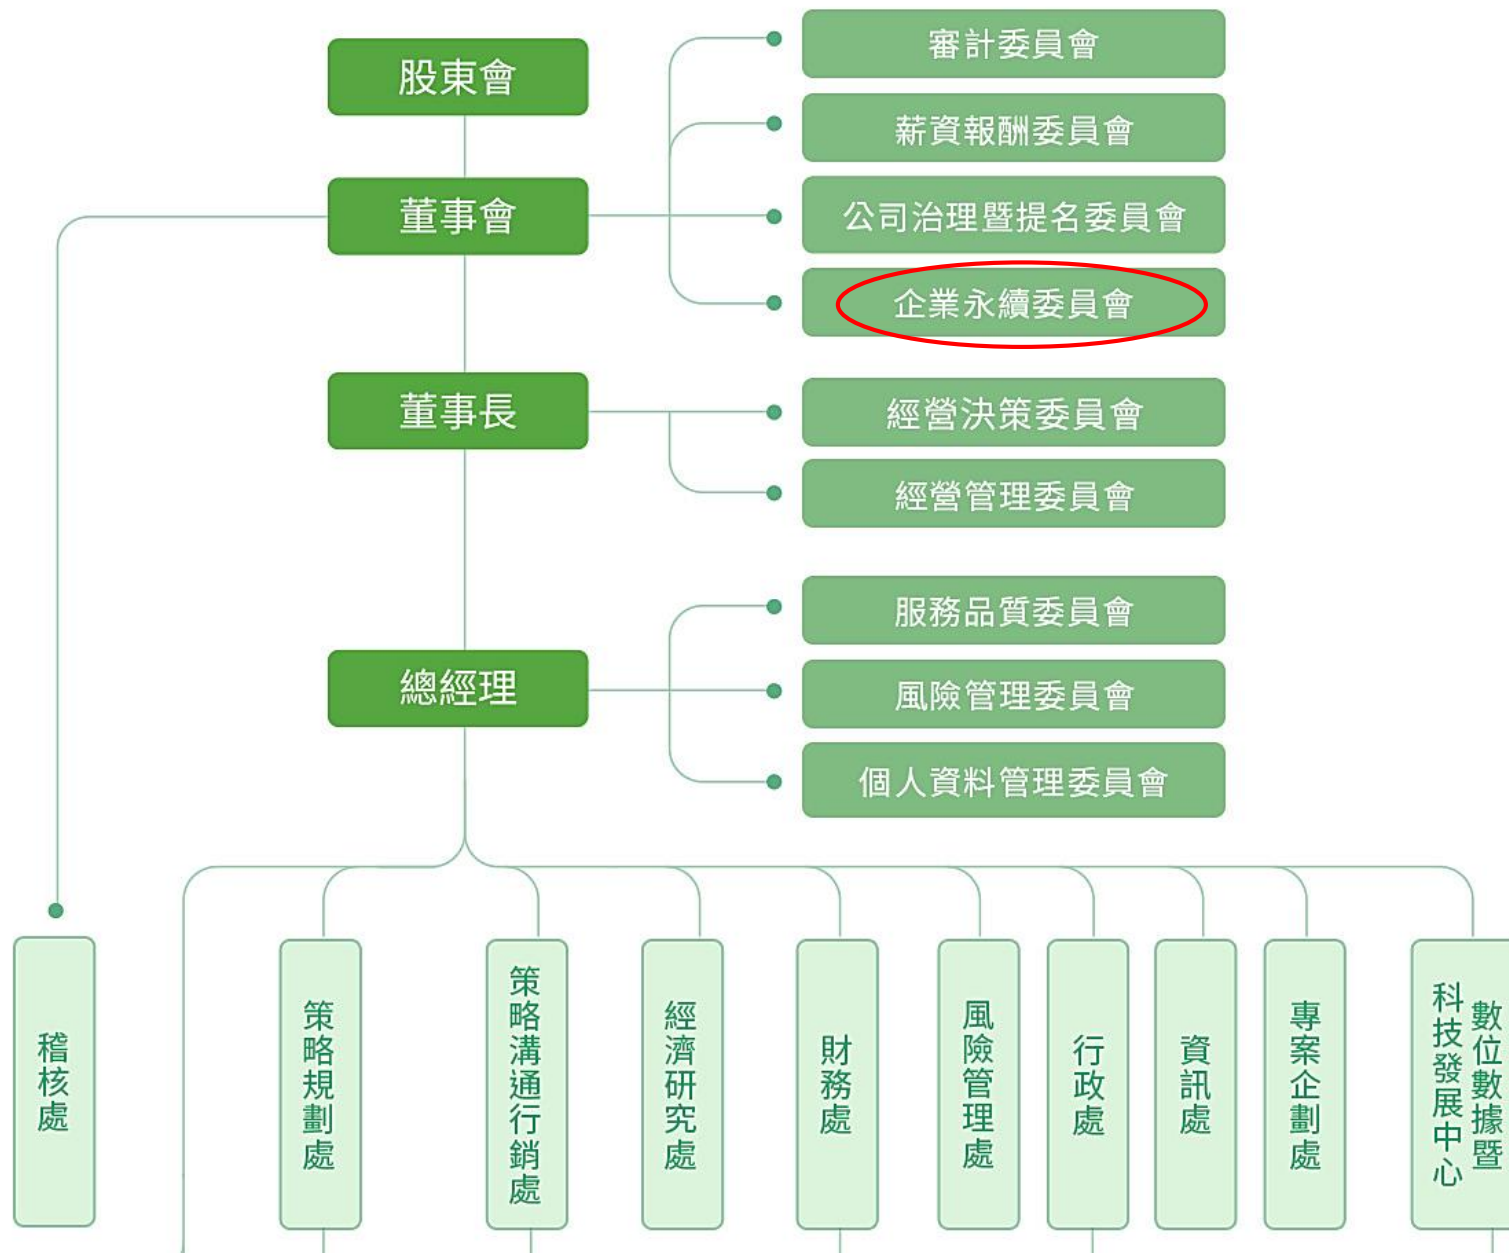 股東會
審計委員會
薪資報酬委員會
董事會
公司治理暨提名委員會
企業永續委員會
董事長
經營決策委員會
經營管理委員會
服務品質委員會
總經理
風險管理委員會
個人資料管理委員會
稽核處
策略規劃處
策略溝通行銷處
經濟研究處
財務處
風險管理處
行政處
資訊處
專案企劃處
數位數據暨
科技發展中心